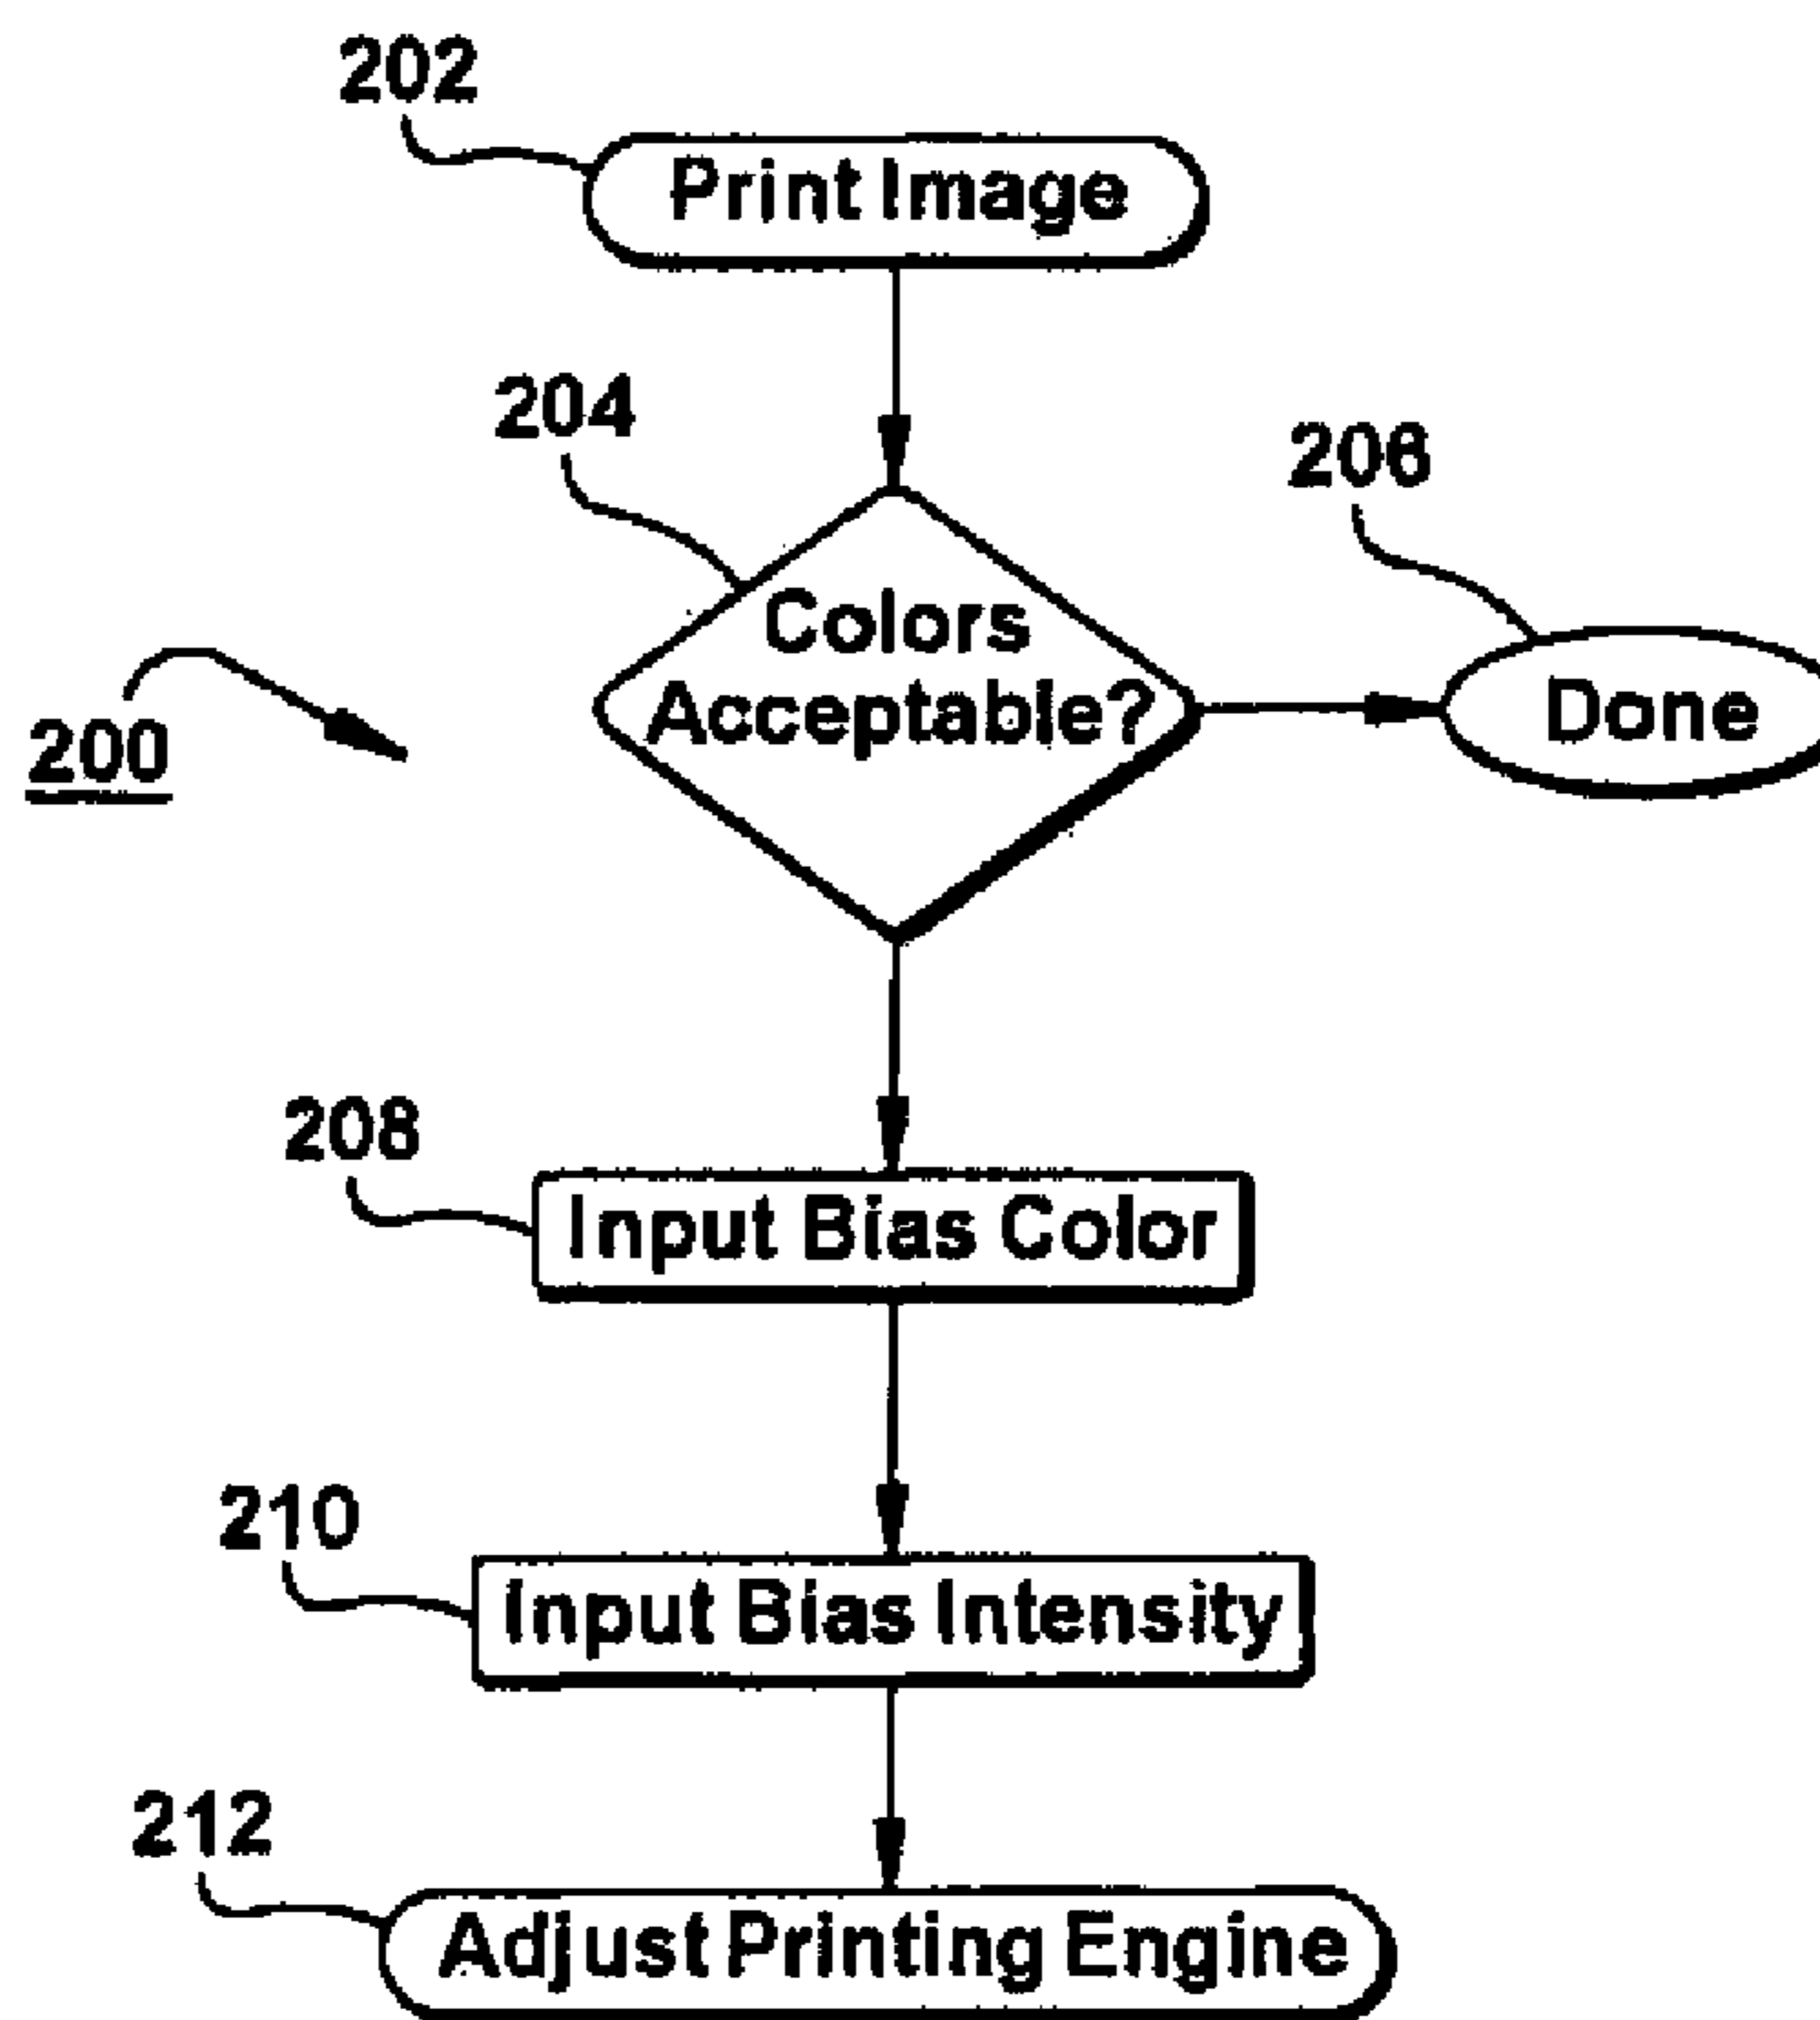 202
Print Image
204
206
Colors
Acceptable?
Done
200
208
Input Bias Color
210
Input Bias Intensity
212
Adjust Printing Engine